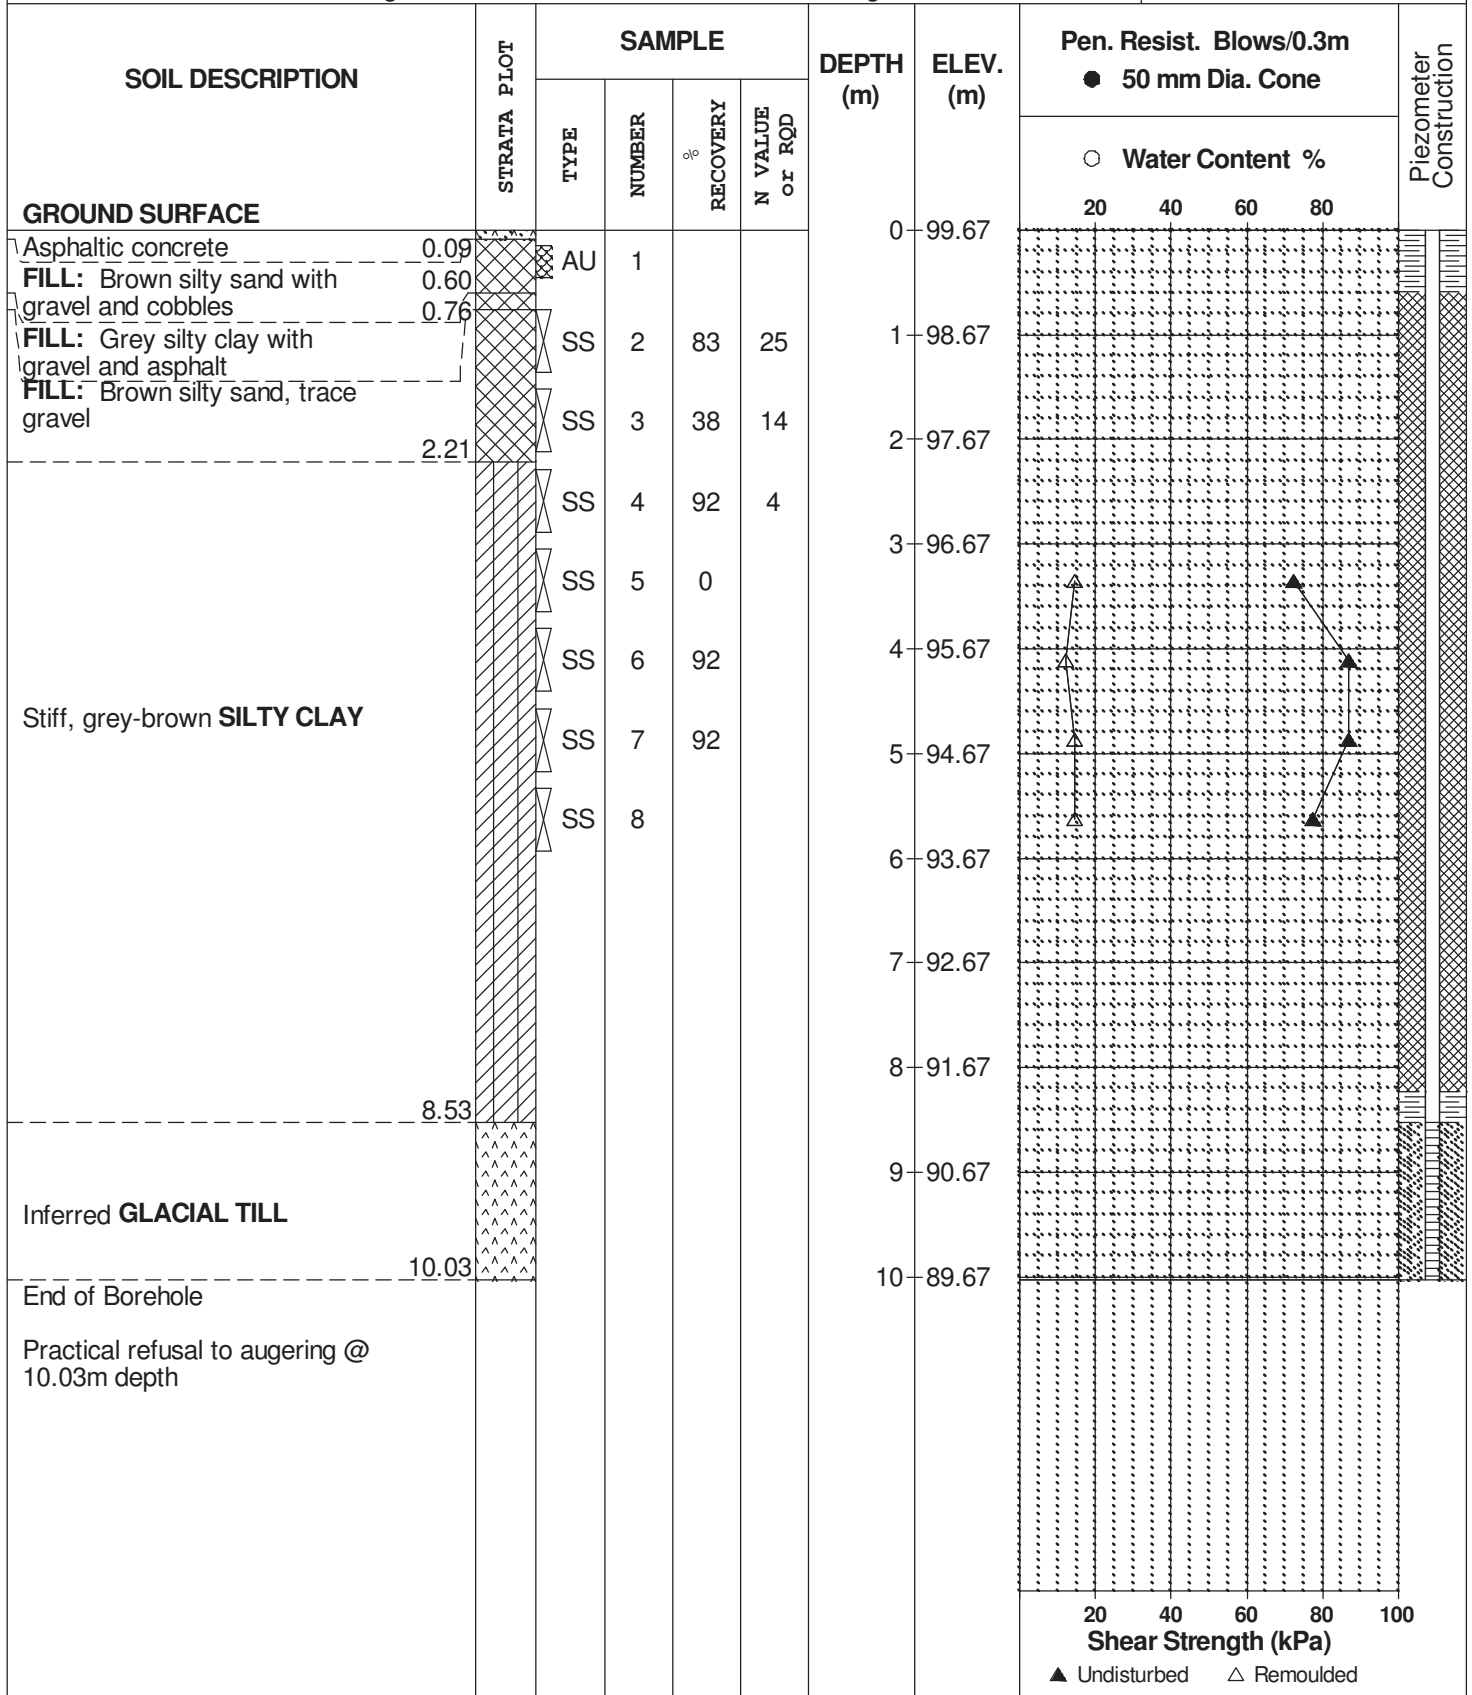 SOIL DESCRIPTION
STRATA PLOT
SAMPLE
TYPE
NUMBER
% RECOVERY
N VALUE or RQD
DEPTH (m)
ELEV. (m)
Pen. Resist. Blows/0.3m
● 50 mm Dia. Cone
○ Water Content %
20 40 60 80
Piezometer Construction
GROUND SURFACE
0 99.67
Asphaltic concrete 0.09
AU 1
FILL: Brown silty sand with 0.60
gravel and cobbles 0.76
FILL: Grey silty clay with
gravel and asphalt
SS 2 83 25
1 98.67
FILL: Brown silty sand, trace
gravel
SS 3 38 14
2 97.67
2.21
SS 4 92 4
3 96.67
SS 5 0
4 95.67
SS 6 92
Stiff, grey-brown SILTY CLAY
SS 7 92
5 94.67
SS 8
6 93.67
7 92.67
8 91.67
8.53
9 90.67
Inferred GLACIAL TILL
10.03
10 89.67
End of Borehole
Practical refusal to augering @
10.03m depth
20 40 60 80 100
Shear Strength (kPa)
▲ Undisturbed △ Remoulded